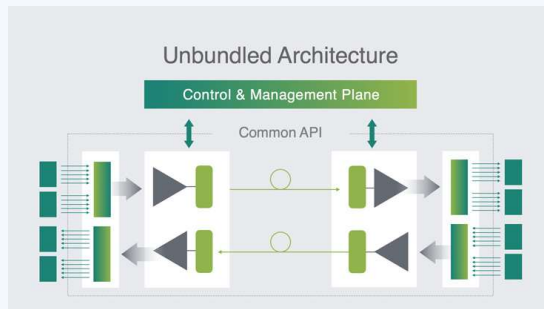 Unbundled Architecture
Control & Management Plane
Common API